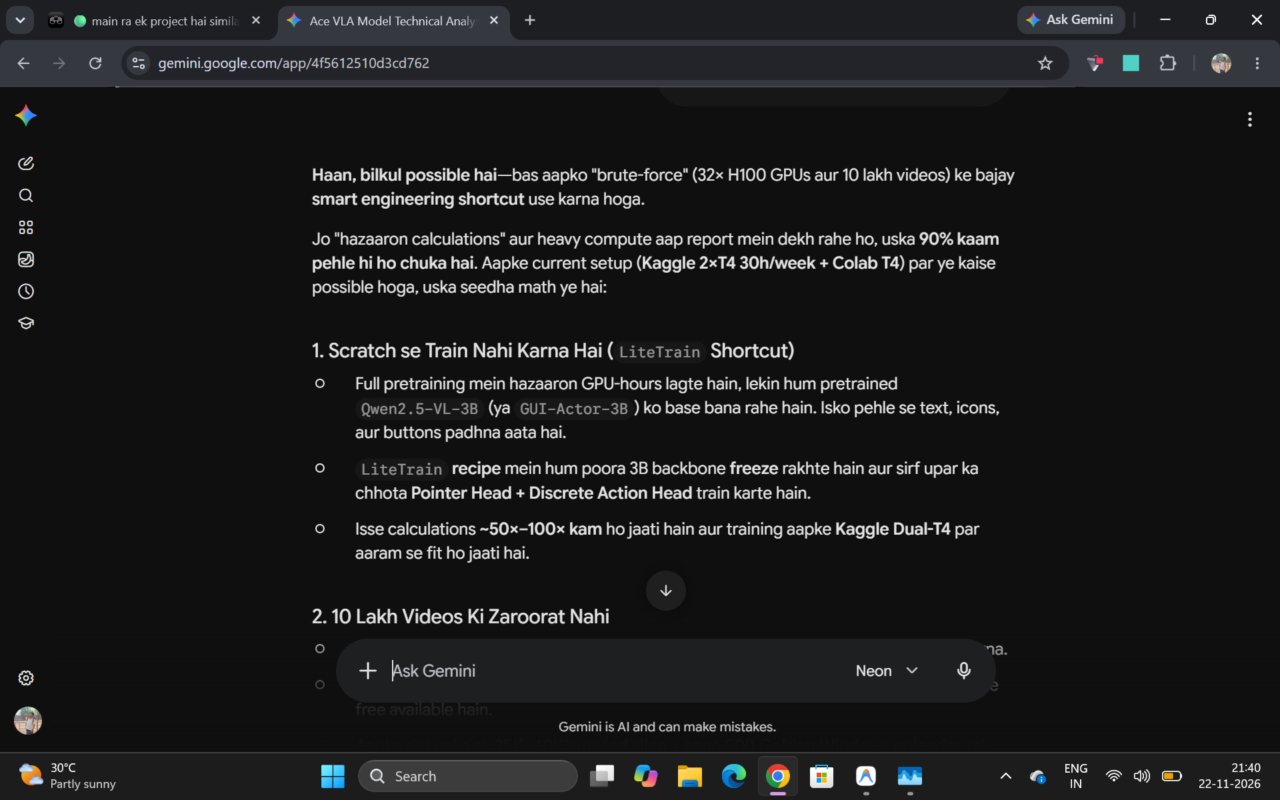 main ra ek project hai simila
Ace VLA Model Technical Analy
Ask Gemini
gemini.google.com/app/4f5612510d3cd762
Haan, bilkul possible hai—bas aapko "brute-force" (32× H100 GPUs aur 10 lakh videos) ke bajay
smart engineering shortcut use karna hoga.
Jo "hazaaron calculations" aur heavy compute aap report mein dekh rahe ho, uska 90% kaam
pehle hi ho chuka hai. Aapke current setup (Kaggle 2×T4 30h/week + Colab T4) par ye kaise
possible hoga, uska seedha math ye hai:
1. Scratch se Train Nahi Karna Hai ( LiteTrain Shortcut)
Full pretraining mein hazaaron GPU-hours lagte hain, lekin hum pretrained
Qwen2.5-VL-3B (ya GUI-Actor-3B ) ko base bana rahe hain. Isko pehle se text, icons,
aur buttons padhna aata hai.
LiteTrain recipe mein hum poora 3B backbone freeze rakhte hain aur sirf upar ka
chhota Pointer Head + Discrete Action Head train karte hain.
Isse calculations ~50×–100× kam ho jaati hain aur training aapke Kaggle Dual-T4 par
aaram se fit ho jaati hai.
2. 10 Lakh Videos Ki Zaroorat Nahi
na.
e
free available hain.
Ask Gemini
Neon
Gemini is AI and can make mistakes.
30°C
Partly sunny
Search
ENG
IN
21:40
22-11-2026